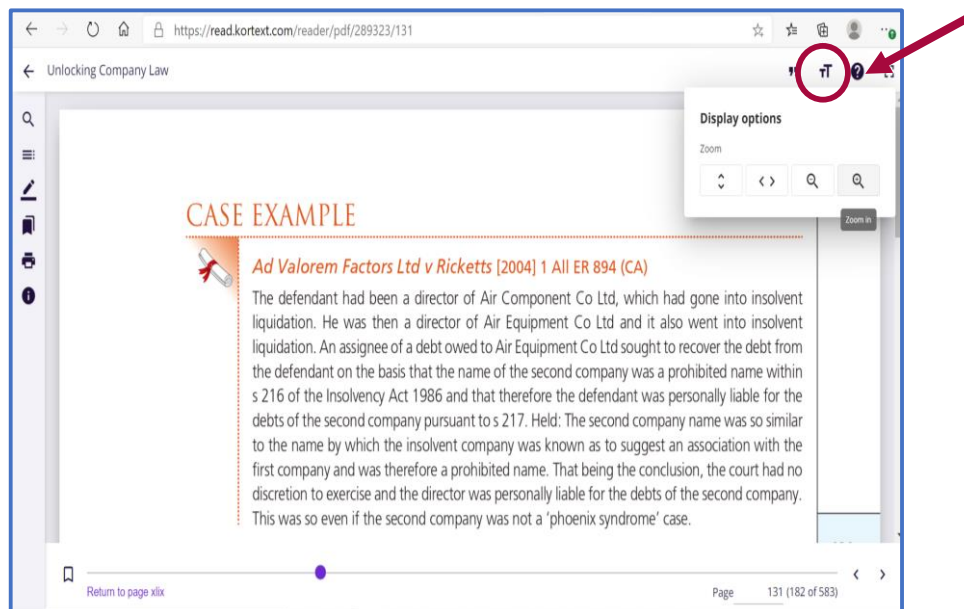 https://read.kortext.com/reader/pdf/289323/131
Unlocking Company Law
TT
Display options
Zoom
Zoom in
CASE EXAMPLE
Ad Valorem Factors Ltd v Ricketts [2004] 1 All ER 894 (CA)
The defendant had been a director of Air Component Co Ltd, which had gone into insolvent
liquidation. He was then a director of Air Equipment Co Ltd and it also went into insolvent
liquidation. An assignee of a debt owed to Air Equipment Co Ltd sought to recover the debt from
the defendant on the basis that the name of the second company was a prohibited name within
s 216 of the Insolvency Act 1986 and that therefore the defendant was personally liable for the
debts of the second company pursuant to s 217. Held: The second company name was so similar
to the name by which the insolvent company was known as to suggest an association with the
first company and was therefore a prohibited name. That being the conclusion, the court had no
discretion to exercise and the director was personally liable for the debts of the second company.
This was so even if the second company was not a ‘phoenix syndrome’ case.
Return to page xlix
Page 131 (182 of 583)